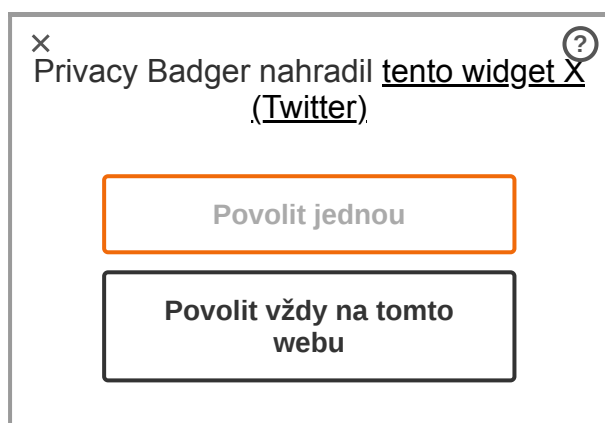 ×
?
Privacy Badger nahradil tento widget X
(Twitter)
Povolit jednou
Povolit vždy na tomto
webu